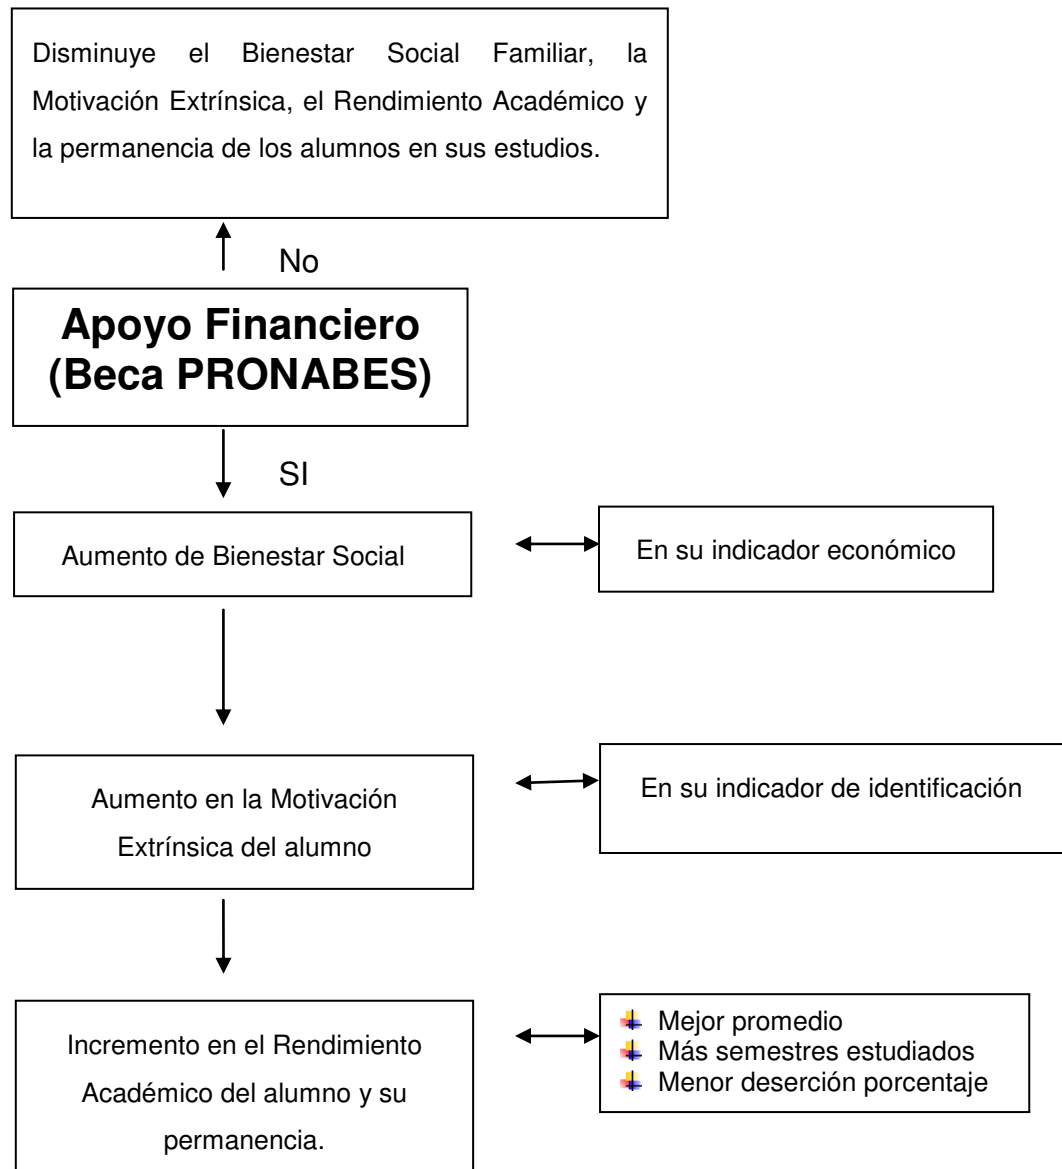 Disminuye el Bienestar Social Familiar, la
Motivación Extrínsica, el Rendimiento Académico y
la permanencia de los alumnos en sus estudios.
No
Apoyo Financiero
(Beca PRONABES)
SI
Aumento de Bienestar Social
En su indicador económico
Aumento en la Motivación
Extrínsica del alumno
En su indicador de identificación
Incremento en el Rendimiento
Académico del alumno y su
permanencia.
Mejor promedio
Más semestres estudiados
Menor deserción porcentaje